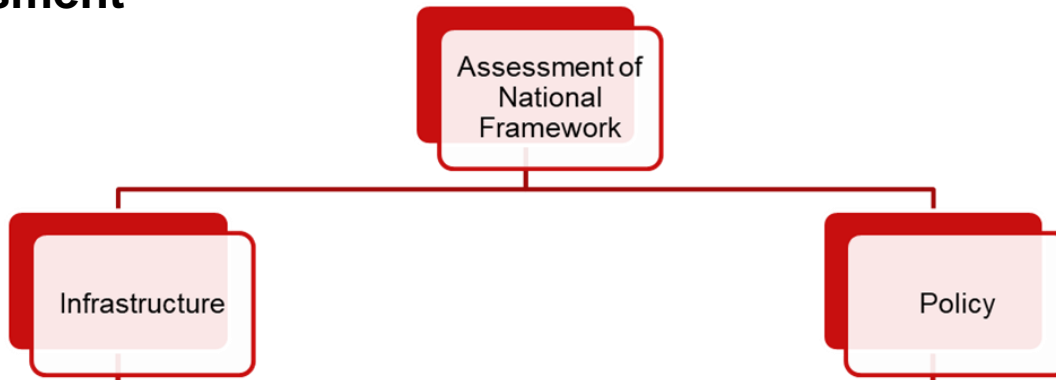 Assessment of
National
Framework
Infrastructure
Policy